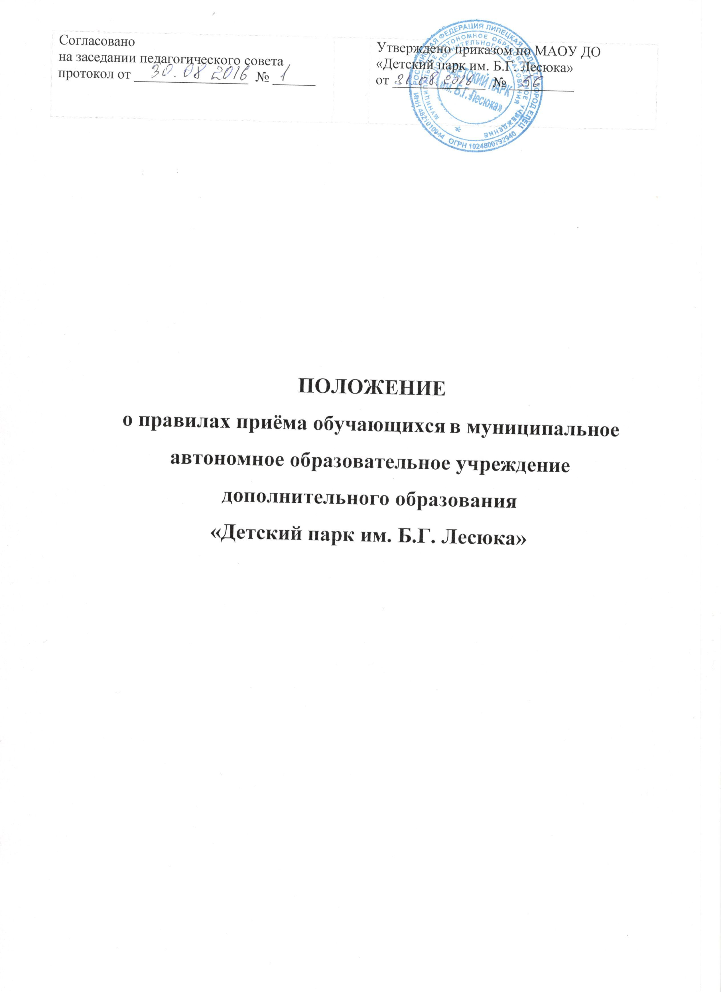 Согласовано
на заседании педагогического совета
протокол от 30.08 2016 № 1
Утверждено приказом по МАОУ ДО
«Детский парк им. Б.Г. Лесюка»
от 31.08.2016 № 56
РОССИЙСКАЯ ФЕДЕРАЦИЯ ЛИПЕЦКАЯ ОБЛАСТЬ ГОРОД ЕЛЕЦ
МУНИЦИПАЛЬНОЕ АВТОНОМНОЕ ОБРАЗОВАТЕЛЬНОЕ УЧРЕЖДЕНИЕ
ДОПОЛНИТЕЛЬНОГО ОБРАЗОВАНИЯ
«ДЕТСКИЙ ПАРК
им. Б.Г. Лесюка»
ИНН 4821010944 ОГРН 1024800792940
ПОЛОЖЕНИЕ
о правилах приёма обучающихся в муниципальное
автономное образовательное учреждение
дополнительного образования
«Детский парк им. Б.Г. Лесюка»